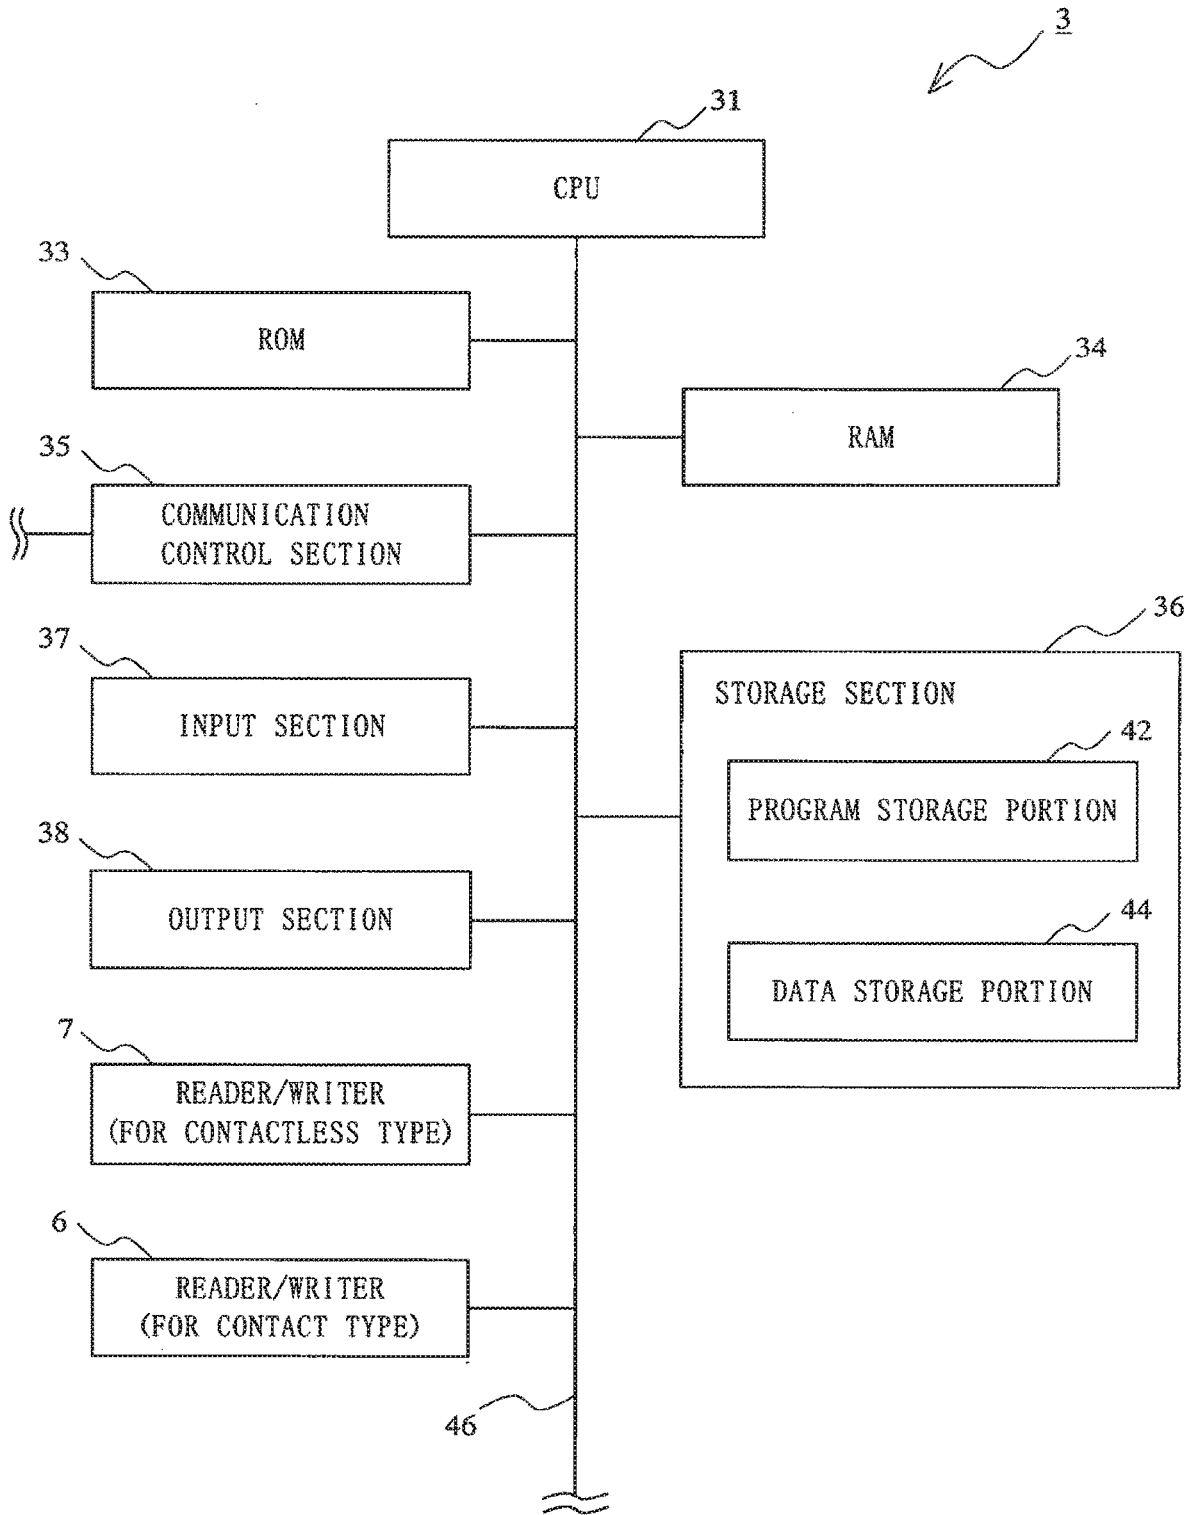 3
31
CPU
33
ROM
34
RAM
35
COMMUNICATION
CONTROL SECTION
36
STORAGE SECTION
37
INPUT SECTION
42
PROGRAM STORAGE PORTION
38
OUTPUT SECTION
44
DATA STORAGE PORTION
7
READER/WRITER
(FOR CONTACTLESS TYPE)
6
READER/WRITER
(FOR CONTACT TYPE)
46